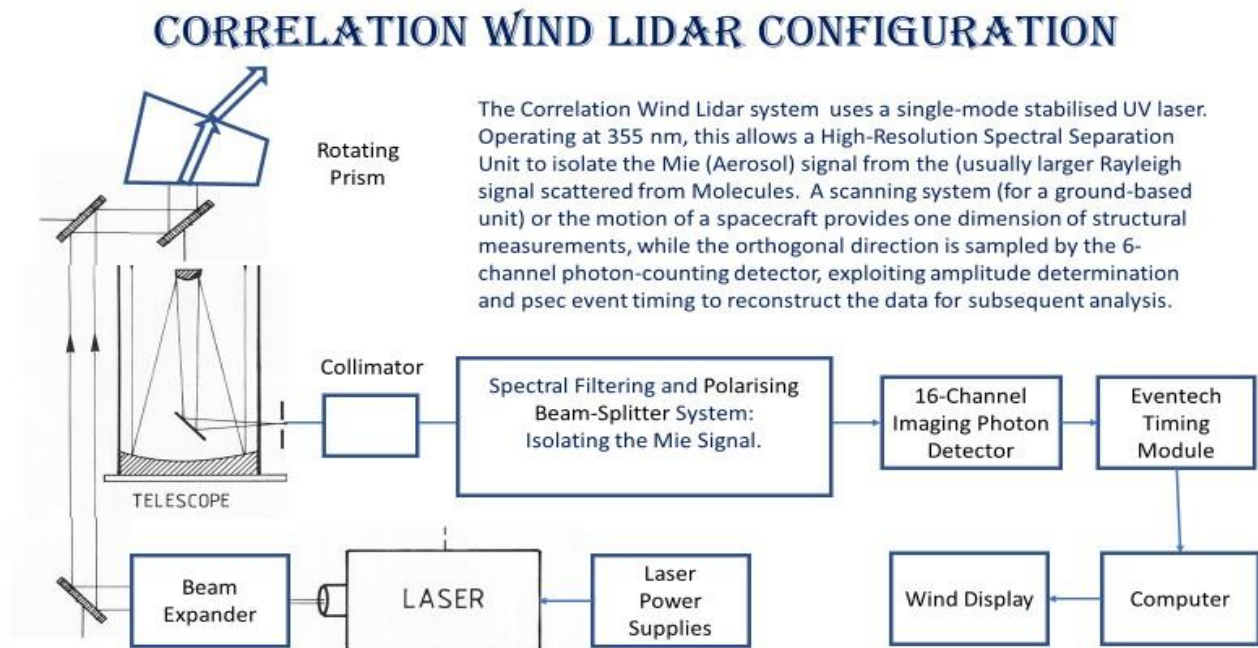 CORRELATION WIND LIDAR CONFIGURATION
Rotating
Prism
The Correlation Wind Lidar system uses a single-mode stabilised UV laser.
Operating at 355 nm, this allows a High-Resolution Spectral Separation
Unit to isolate the Mie (Aerosol) signal from the (usually larger Rayleigh
signal scattered from Molecules. A scanning system (for a ground-based
unit) or the motion of a spacecraft provides one dimension of structural
measurements, while the orthogonal direction is sampled by the 6-
channel photon-counting detector, exploiting amplitude determination
and psec event timing to reconstruct the data for subsequent analysis.
Collimator
Spectral Filtering and Polarising
Beam-Splitter System:
Isolating the Mie Signal.
16-Channel
Imaging Photon
Detector
Eventech
Timing
Module
TELESCOPE
Beam
Expander
LASER
Laser
Power
Supplies
Wind Display
Computer